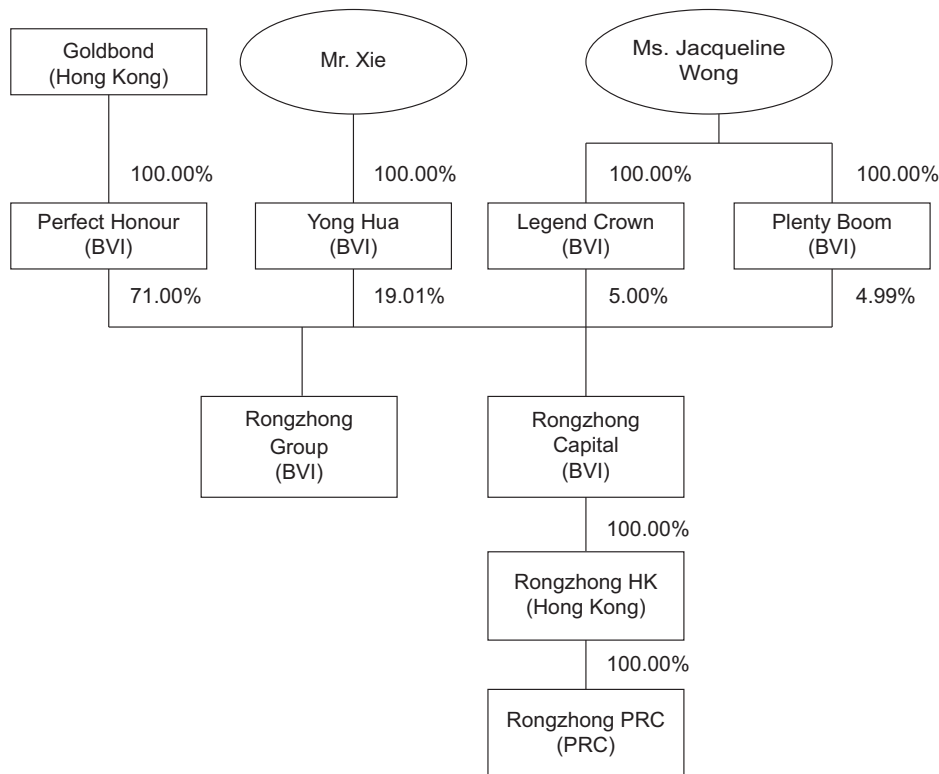 Goldbond
(Hong Kong)
Mr. Xie
Ms. Jacqueline
Wong
100.00%
100.00%
100.00%
100.00%
Perfect Honour
(BVI)
Yong Hua
(BVI)
Legend Crown
(BVI)
Plenty Boom
(BVI)
71.00%
19.01%
5.00%
4.99%
Rongzhong
Group
(BVI)
Rongzhong
Capital
(BVI)
100.00%
Rongzhong HK
(Hong Kong)
100.00%
Rongzhong PRC
(PRC)